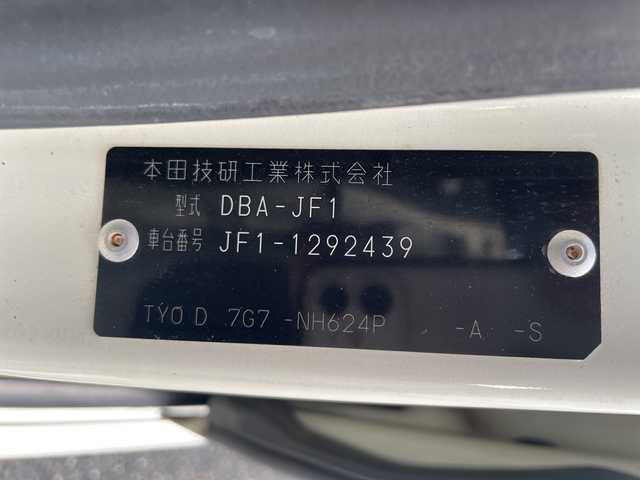 本田技研工業株式会社
型式 DBA-JF1
車台番号 JF1-1292439
TYO D 7G7 -NH624P -A -S